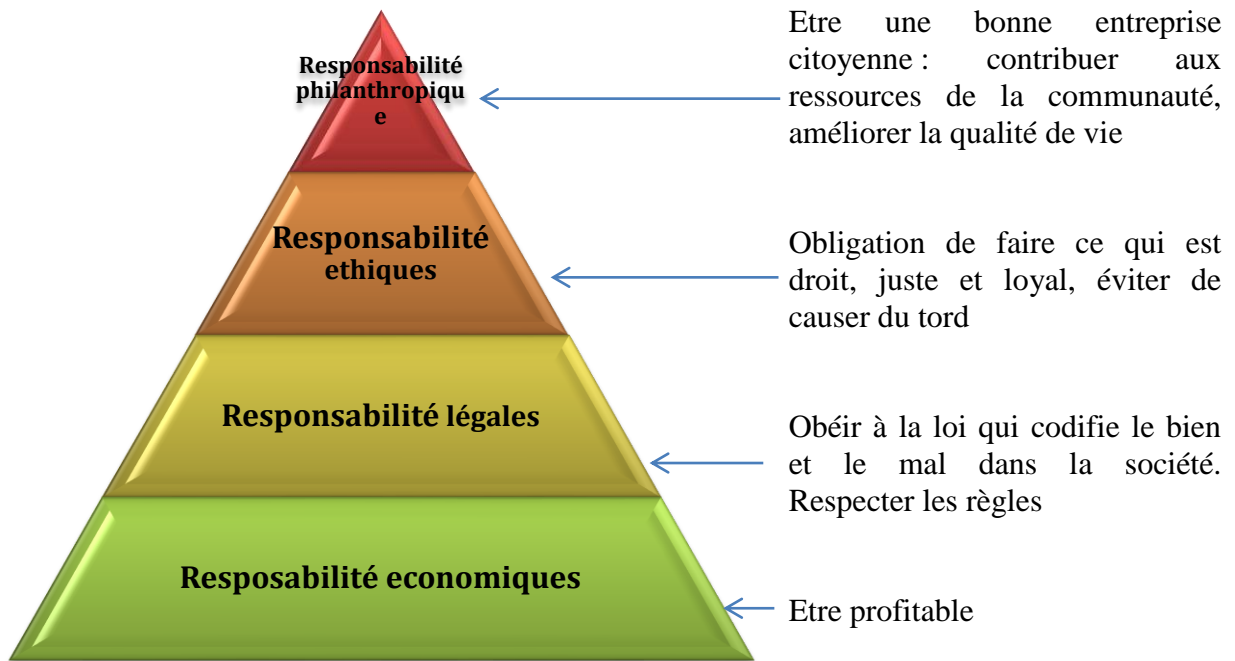 Responsabilité
philanthropiqu
e
Etre une bonne entreprise
citoyenne : contribuer aux
ressources de la communauté,
améliorer la qualité de vie
Responsabilité
ethiques
Obligation de faire ce qui est
droit, juste et loyal, éviter de
causer du tord
Responsabilité légales
Obéir à la loi qui codifie le bien
et le mal dans la société.
Respecter les règles
Resposabilité economiques
Etre profitable